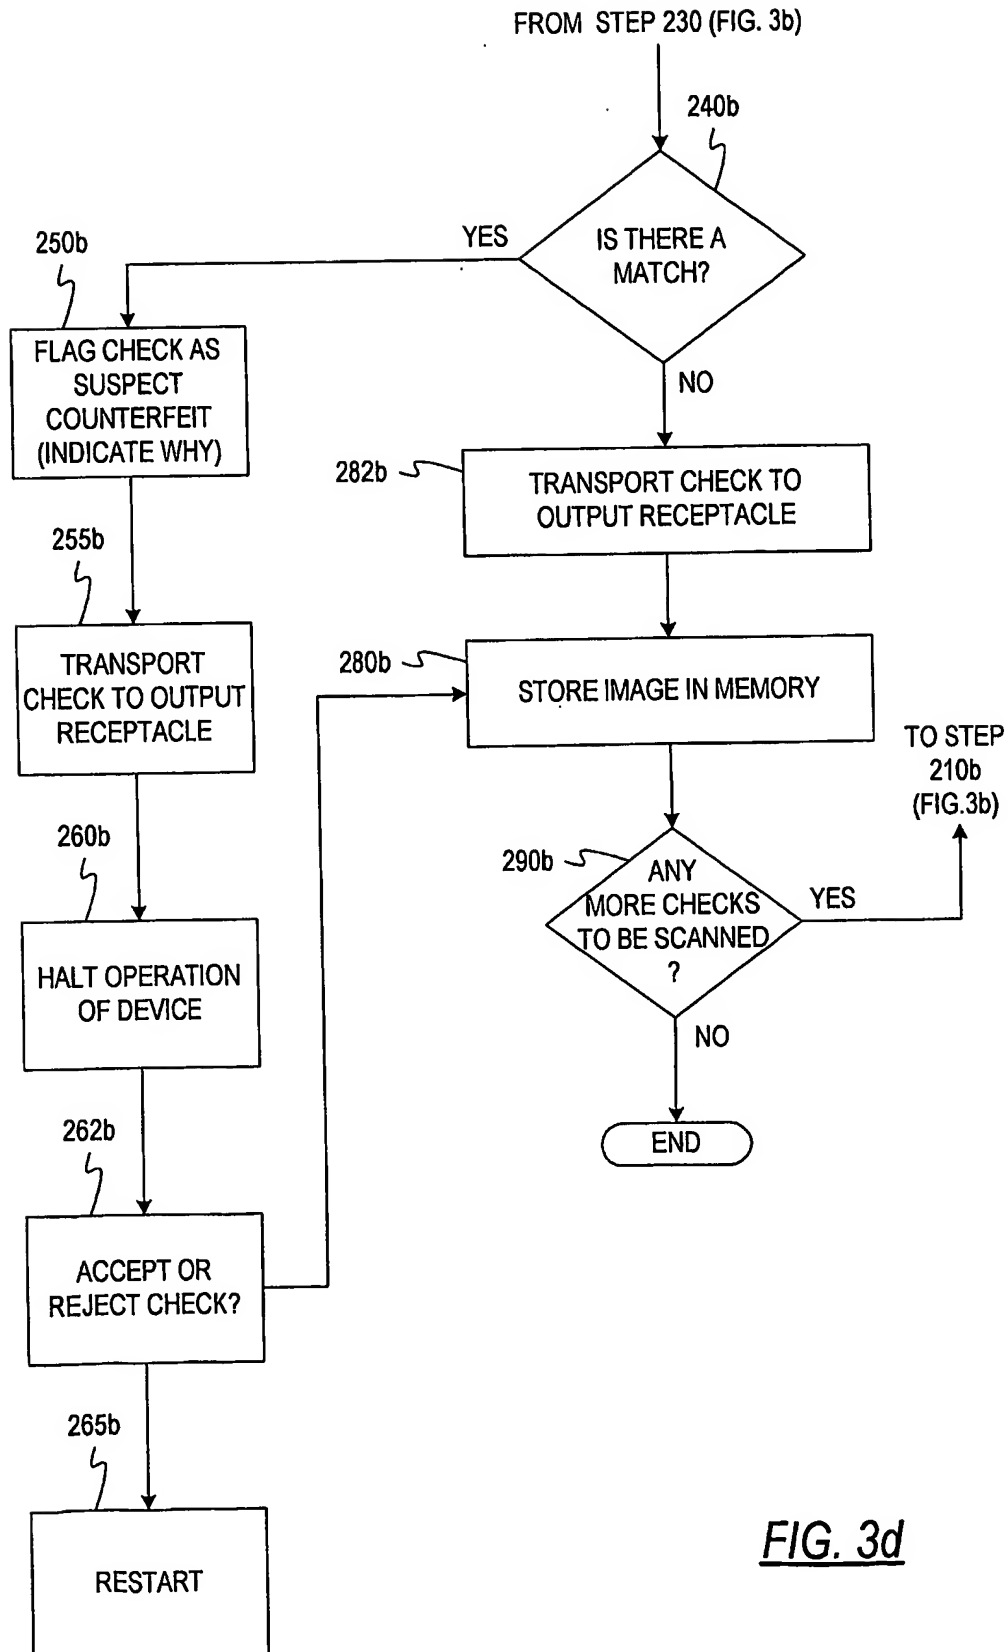 FROM STEP 230 (FIG. 3b)
240b
IS THERE A
MATCH?
YES
NO
250b
FLAG CHECK AS
SUSPECT
COUNTERFEIT
(INDICATE WHY)
282b
TRANSPORT CHECK TO
OUTPUT RECEPTACLE
255b
TRANSPORT
CHECK TO OUTPUT
RECEPTACLE
280b
STORE IMAGE IN MEMORY
TO STEP
210b
(FIG.3b)
260b
HALT OPERATION
OF DEVICE
290b
ANY
MORE CHECKS
TO BE SCANNED
?
YES
NO
END
262b
ACCEPT OR
REJECT CHECK?
265b
RESTART
FIG. 3d